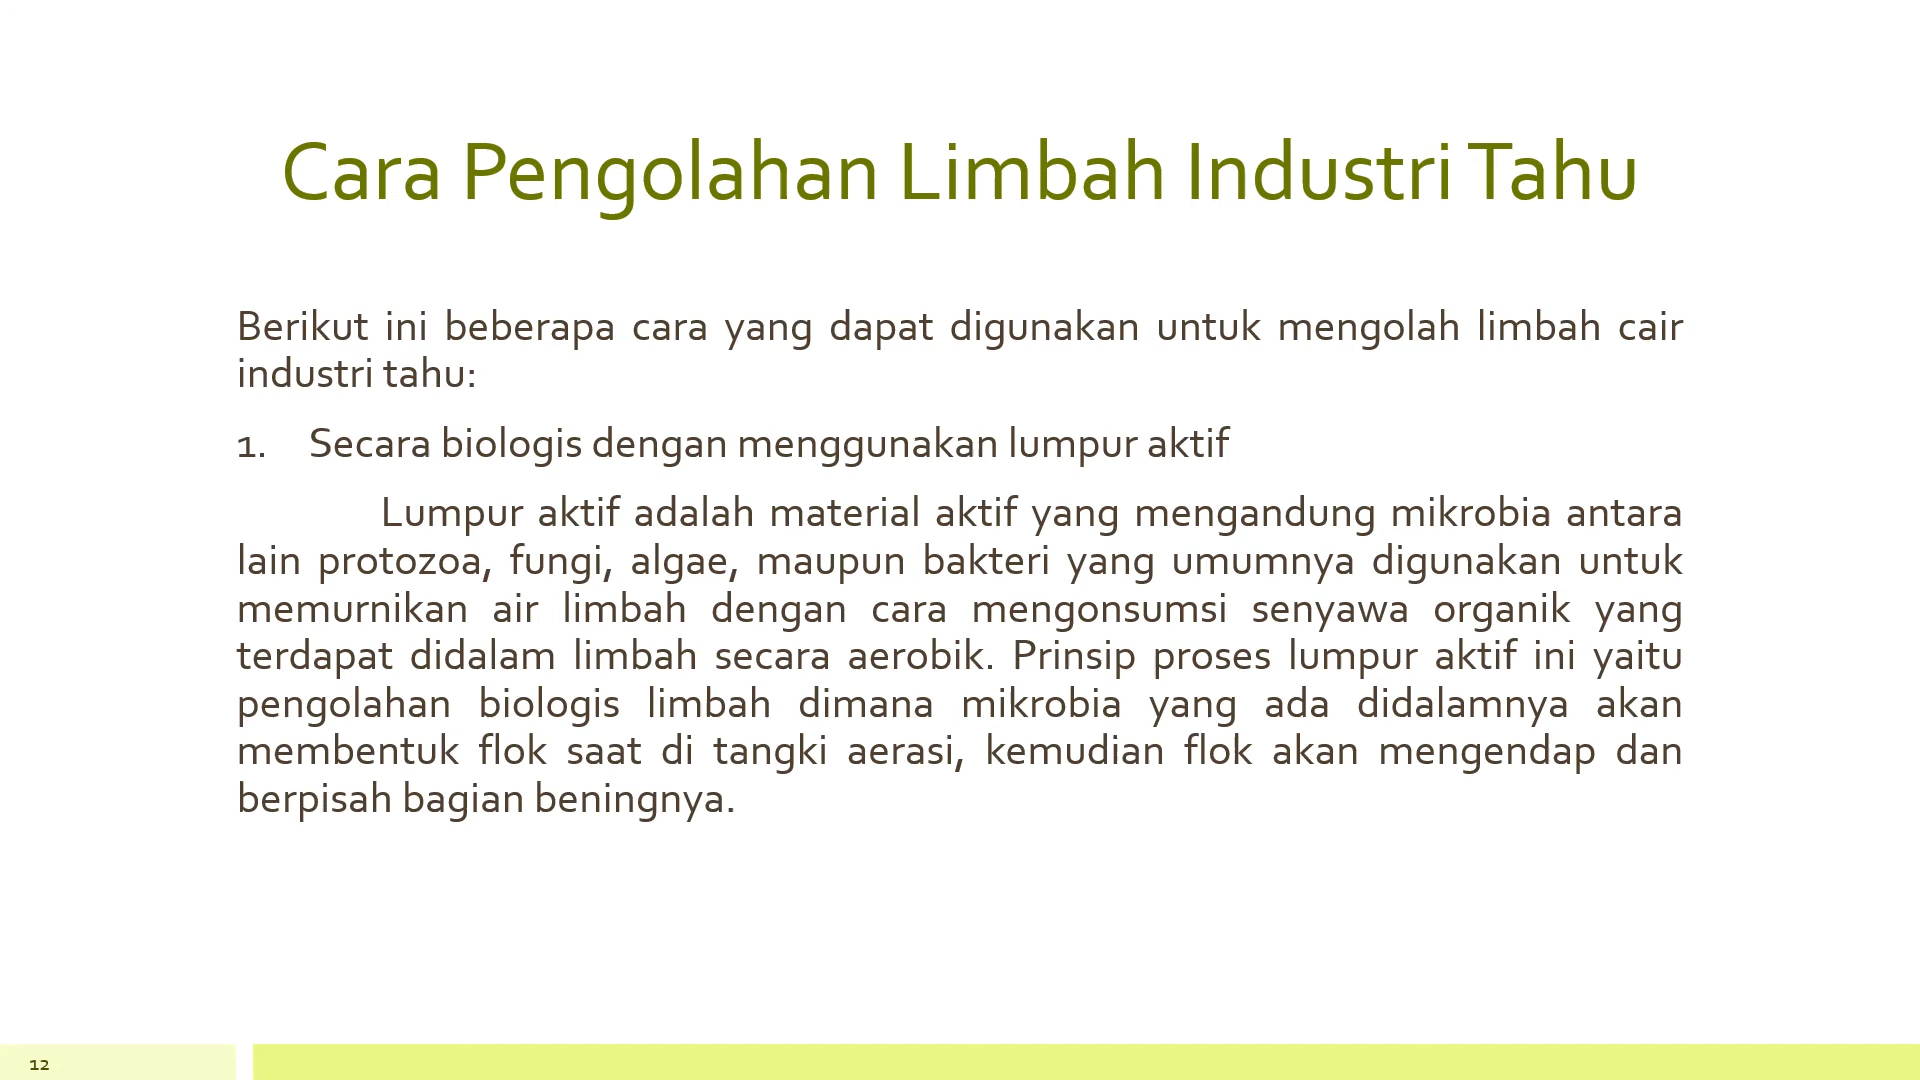 Cara Pengolahan Limbah Industri Tahu
Berikut ini beberapa cara yang dapat digunakan untuk mengolah limbah cair
industri tahu:
1. Secara biologis dengan menggunakan lumpur aktif
Lumpur aktif adalah material aktif yang mengandung mikrobia antara
lain protozoa, fungi, algae, maupun bakteri yang umumnya digunakan untuk
memurnikan air limbah dengan cara mengonsumsi senyawa organik yang
terdapat didalam limbah secara aerobik. Prinsip proses lumpur aktif ini yaitu
pengolahan biologis limbah dimana mikrobia yang ada didalamnya akan
membentuk flok saat di tangki aerasi, kemudian flok akan mengendap dan
berpisah bagian beningnya.
12